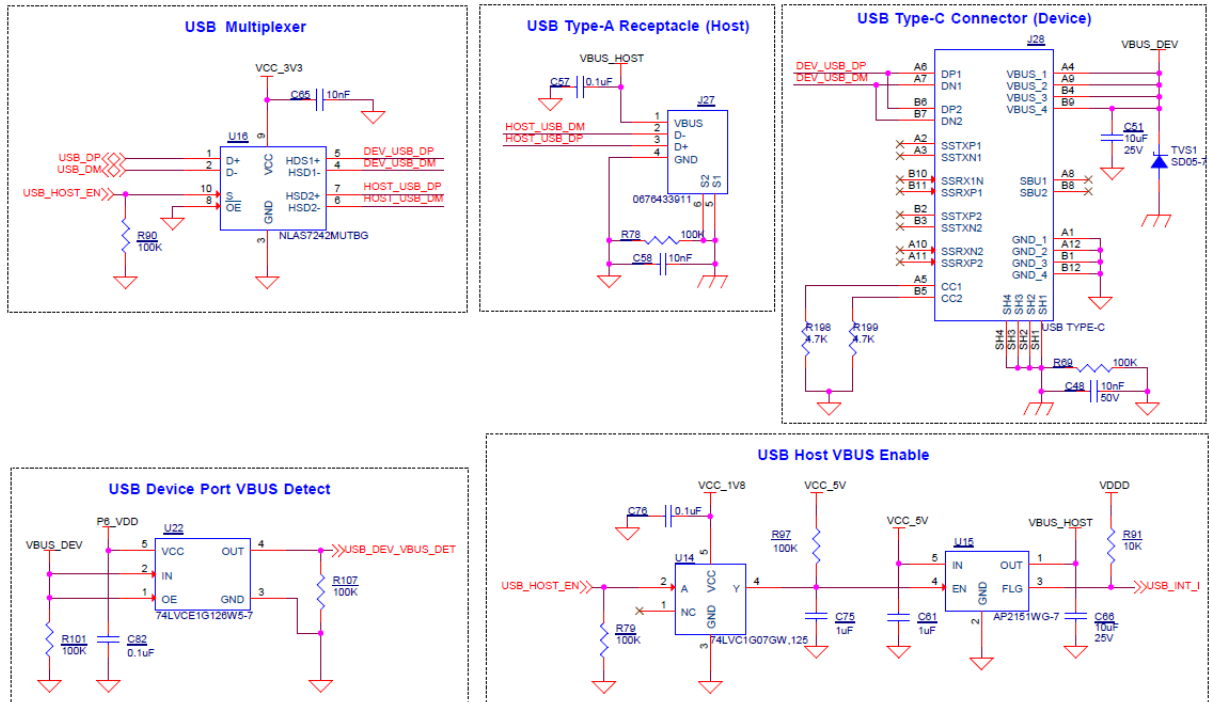 USB Multiplexer
VCC_3V3
C65
10nF
U16
9
USB_DP
1
D+
VCC
HDS1+
5
DEV_USB_DP
USB_DM
2
D-
HSD1-
4
DEV_USB_DM
USB_HOST_EN
10
S
HSD2+
7
HOST_USB_DP
8
OE
GND
HSD2-
6
HOST_USB_DM
R90
100K
3
NLAS7242MUTBG
USB Type-A Receptacle (Host)
VBUS_HOST
C57
0.1uF
J27
1
VBUS
HOST_USB_DM
2
D-
HOST_USB_DP
3
D+
4
GND
S2
S1
0676433911
6
5
R78
100K
C58
10nF
USB Type-C Connector (Device)
J28
VBUS_DEV
DEV_USB_DP
A6
DP1
VBUS_1
A4
DEV_USB_DM
A7
DN1
VBUS_2
A9
VBUS_3
B4
B6
DP2
VBUS_4
B9
B7
DN2
C51
10uF
25V
TVS1
SD05-7
A2
SSTXP1
A3
SSTXN1
B10
SSRX1N
SBU1
A8
B11
SSRXP1
SBU2
B8
B2
SSTXP2
B3
SSTXN2
GND_1
A1
A10
SSRXN2
GND_2
A12
A11
SSRXP2
GND_3
B1
GND_4
B12
A5
CC1
B5
CC2
SH4
SH3
SH2
SH1
USB TYPE-C
SH4
SH3
SH2
SH1
R198
4.7K
R199
4.7K
R69
100K
C48
10nF
50V
USB Device Port VBUS Detect
P6_VDD
U22
VBUS_DEV
5
VCC
OUT
4
USB_DEV_VBUS_DET
2
IN
1
OE
GND
3
R107
100K
74LVCE1G126W5-7
R101
100K
C82
0.1uF
USB Host VBUS Enable
VCC_1V8
VCC_5V
VDDD
C76
0.1uF
VCC_5V
VBUS_HOST
R97
100K
U15
R91
10K
U14
5
5
IN
OUT
1
USB_HOST_EN
2
A
VCC
Y
4
4
EN
FLG
3
USB_INT_I
1
NC
GND
GND
R79
100K
3
74LVC1G07GW,125
C75
1uF
C61
1uF
2
AP2151WG-7
C66
10uF
25V